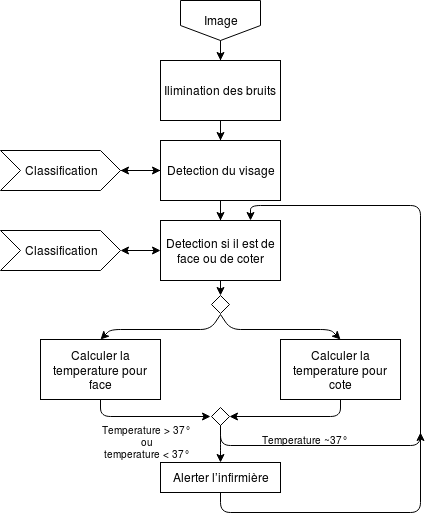 Image
Ilimination des bruits
Classification
Detection du visage
Classification
Detection si il est de
face ou de coter
Calculer la
temperature pour
face
Calculer la
temperature pour
cote
Temperature > 37°
ou
temperature < 37°
Temperature ~37°
Alerter l'infirmière